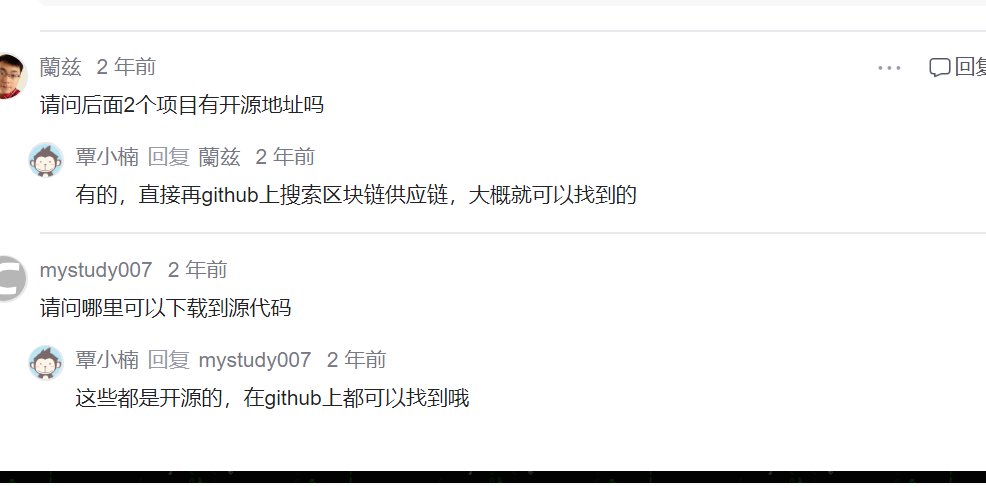 蘭兹 2 年前
回复
请问后面2个项目有开源地址吗
覃小楠 回复 蘭兹 2 年前
有的，直接再github上搜索区块链供应链，大概就可以找到的
mystudy007 2 年前
请问哪里可以下载到源代码
覃小楠 回复 mystudy007 2 年前
这些都是开源的，在github上都可以找到哦